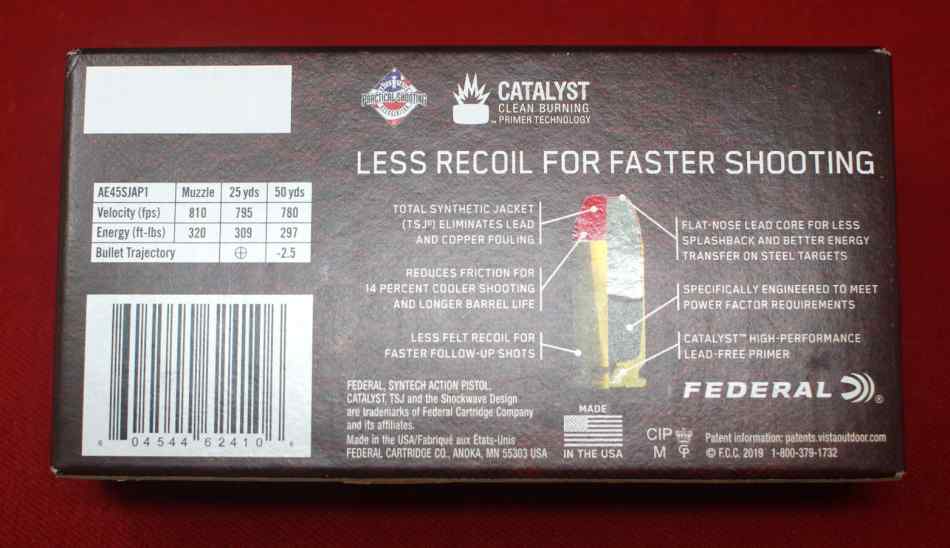 PRACTICAL SHOOTING
CATALYST
CLEAN BURNING
™ PRIMER TECHNOLOGY
LESS RECOIL FOR FASTER SHOOTING
AE45SJAP1 Muzzle 25 yds 50 yds
Velocity (fps) 810 795 780
Energy (ft-lbs) 320 309 297
Bullet Trajectory ⊕ -2.5
TOTAL SYNTHETIC JACKET
(TSJ®) ELIMINATES LEAD
AND COPPER FOULING
REDUCES FRICTION FOR
14 PERCENT COOLER SHOOTING
AND LONGER BARREL LIFE
LESS FELT RECOIL FOR
FASTER FOLLOW-UP SHOTS
FLAT-NOSE LEAD CORE FOR LESS
SPLASHBACK AND BETTER ENERGY
TRANSFER ON STEEL TARGETS
SPECIFICALLY ENGINEERED TO MEET
POWER FACTOR REQUIREMENTS
CATALYST™ HIGH-PERFORMANCE
LEAD-FREE PRIMER
6 04544 62410 6
FEDERAL, SYNTECH ACTION PISTOL,
CATALYST, TSJ and the Shockwave Design
are trademarks of Federal Cartridge Company
and its affiliates.
Made in the USA/Fabriqué aux États-Unis
FEDERAL CARTRIDGE CO., ANOKA, MN 55303 USA
MADE
IN THE USA
FEDERAL ®
CIP
M
Patent information: patents.vistaoutdoor.com
© F.C.C. 2019 1-800-379-1732